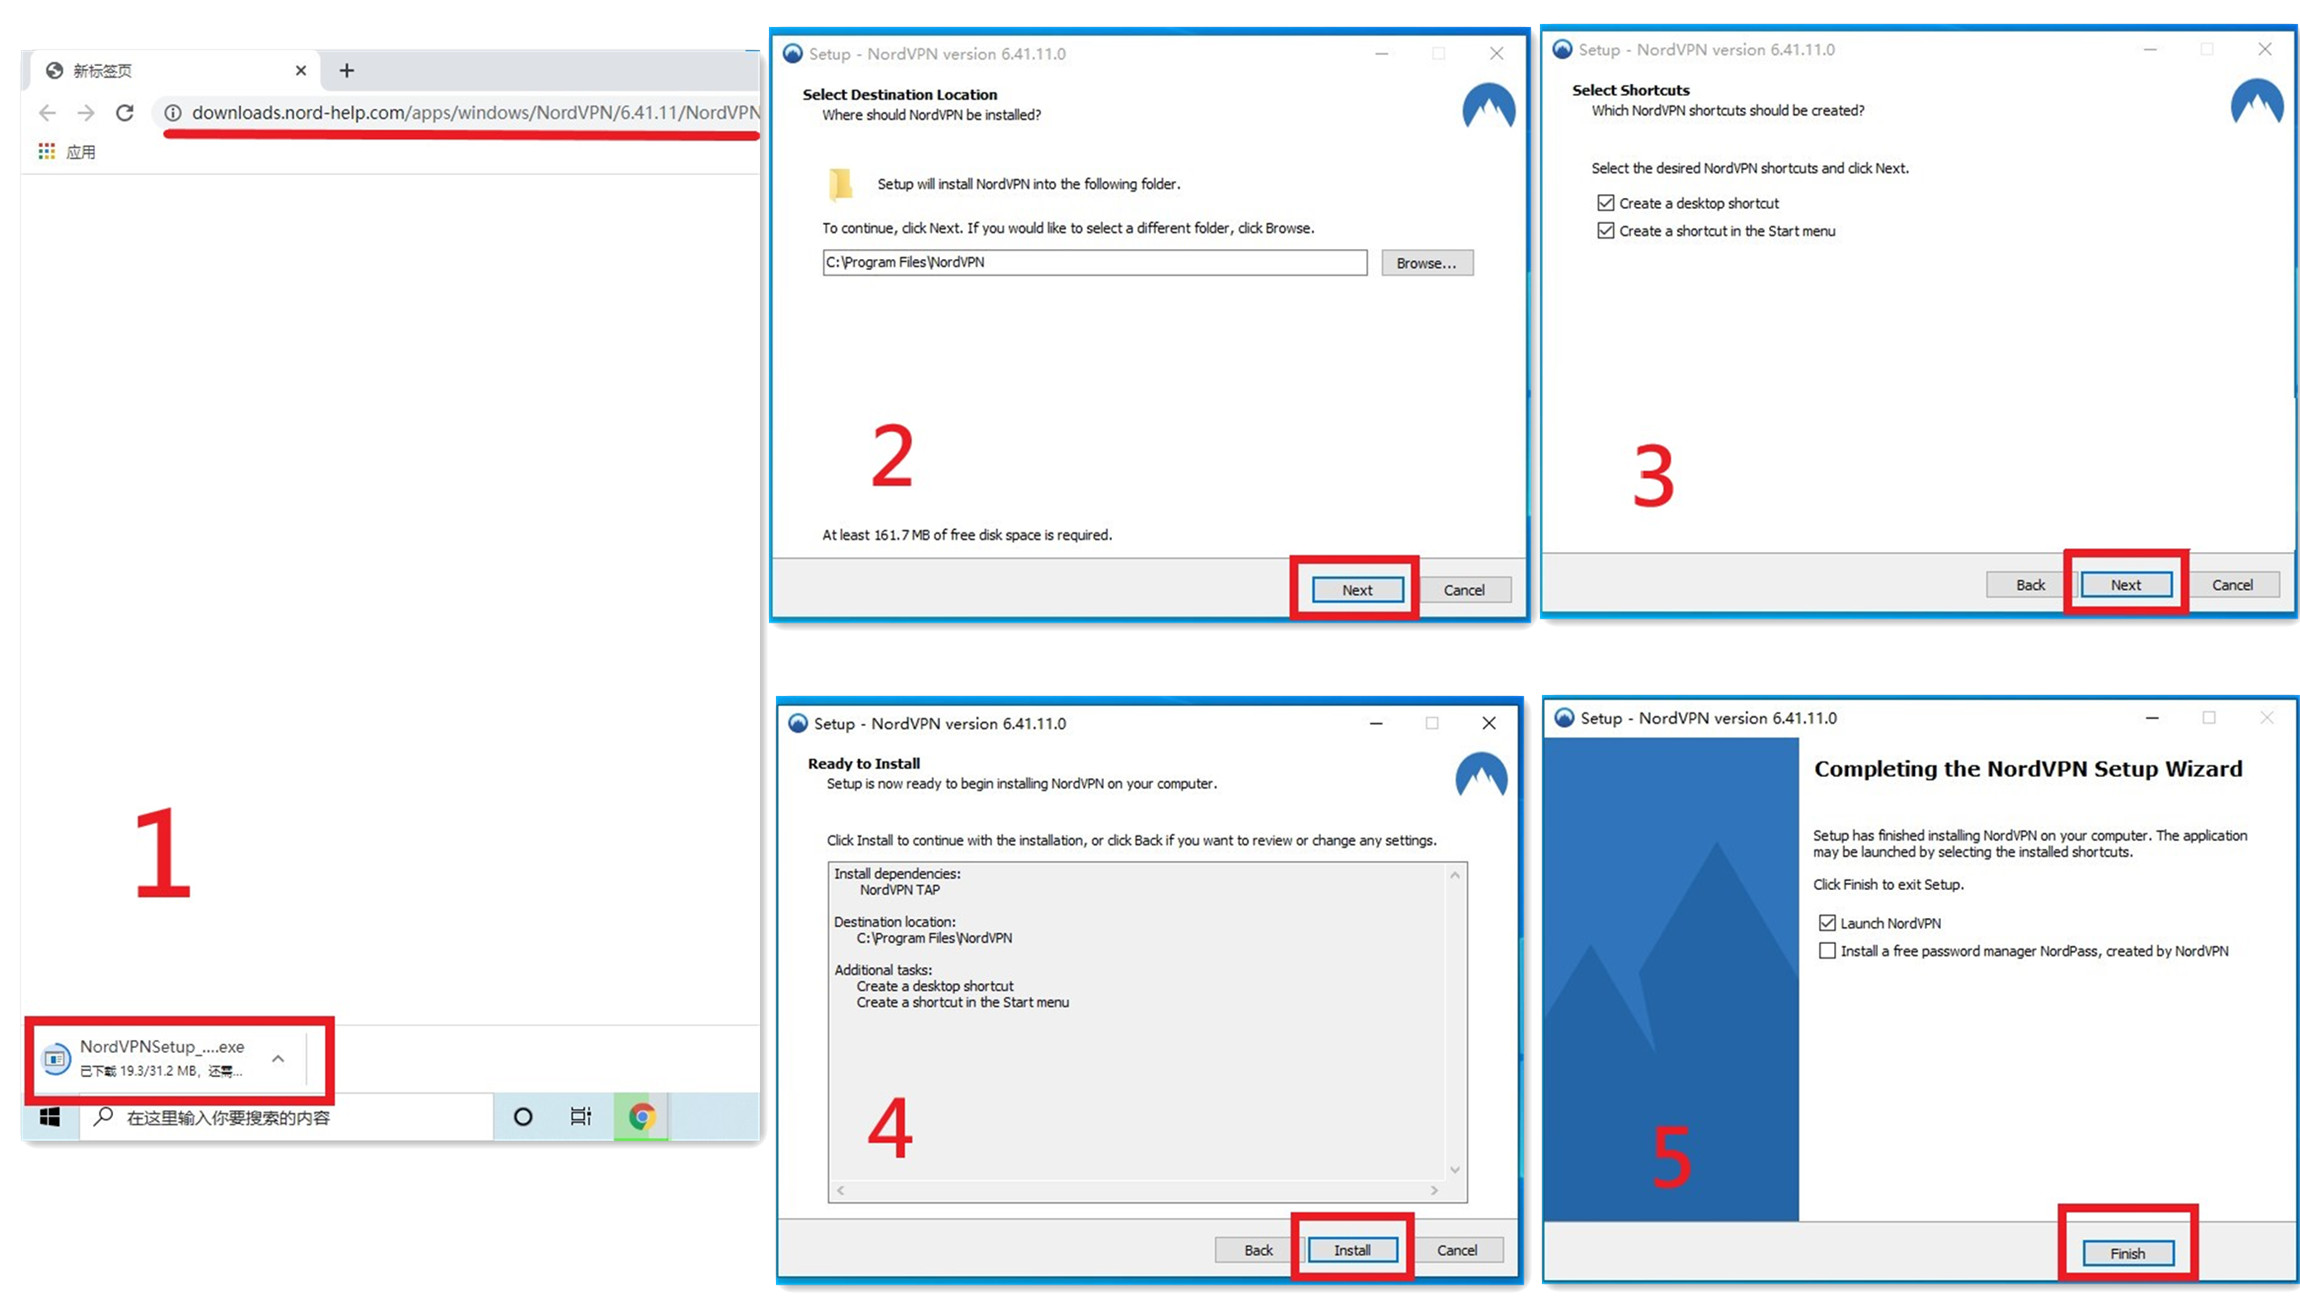 新标签页
downloads.nord-help.com/apps/windows/NordVPN/6.41.11/NordVPN
应用
1
NordVPNSetup_....exe
已下载 19.3/31.2 MB，还需...
在这里输入你要搜索的内容
Setup - NordVPN version 6.41.11.0
Select Destination Location
Where should NordVPN be installed?
Setup will install NordVPN into the following folder.
To continue, click Next. If you would like to select a different folder, click Browse.
C:\Program Files\NordVPN
Browse...
2
At least 161.7 MB of free disk space is required.
Next
Cancel
Setup - NordVPN version 6.41.11.0
Select Shortcuts
Which NordVPN shortcuts should be created?
Select the desired NordVPN shortcuts and click Next.
Create a desktop shortcut
Create a shortcut in the Start menu
3
Back
Next
Cancel
Setup - NordVPN version 6.41.11.0
Ready to Install
Setup is now ready to begin installing NordVPN on your computer.
Click Install to continue with the installation, or click Back if you want to review or change any settings.
Install dependencies:
NordVPN TAP
Destination location:
C:\Program Files\NordVPN
Additional tasks:
Create a desktop shortcut
Create a shortcut in the Start menu
4
Back
Install
Cancel
Setup - NordVPN version 6.41.11.0
Completing the NordVPN Setup Wizard
Setup has finished installing NordVPN on your computer. The application
may be launched by selecting the installed shortcuts.
Click Finish to exit Setup.
Launch NordVPN
Install a free password manager NordPass, created by NordVPN
5
Finish